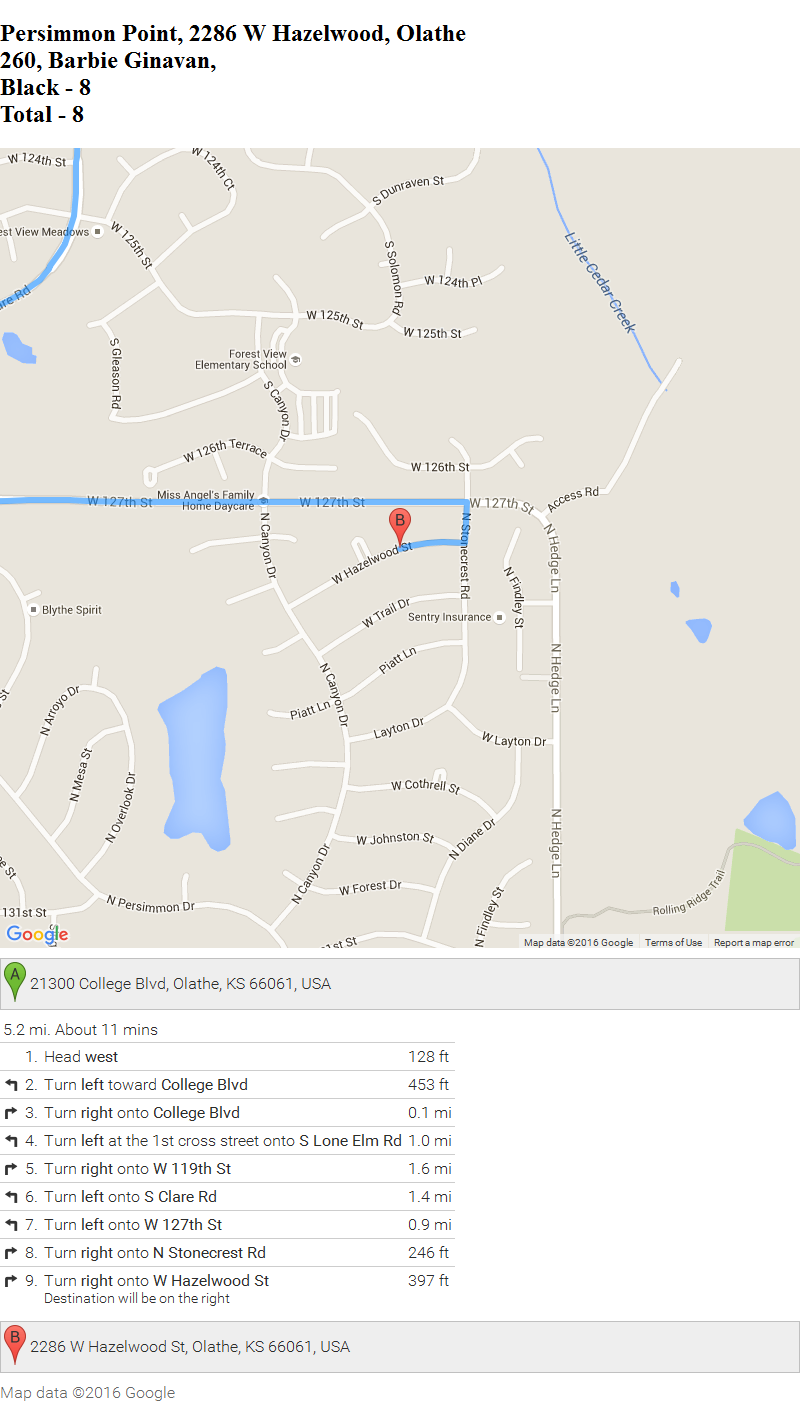 Persimmon Point, 2286 W Hazelwood, Olathe
260, Barbie Ginavan,
Black - 8
Total - 8
W 124th St
W 124th Ct
S Dunraven St
est View Meadows
W 125th St
S Solomon Rd
W 124th Pl
Little Cedar Creek
are Rd
W 125th St
W 125th St
S Gleason Rd
Forest View
Elementary School
S Canyon Dr
W 126th Terrace
W 126th St
W 127th St
Miss Angel's Family
Home Daycare
W 127th St
W 127th St
Access Rd
B
N Canyon Dr
N Stonecrest Rd
N Hedge Ln
W Hazelwood St
N Findley St
Blythe Spirit
W Trail Dr
Sentry Insurance
Piatt Ln
N Hedge Ln
N Canyon Dr
St
N Arroyo Dr
Piatt Ln
Layton Dr
W Layton Dr
N Mesa St
N Overlook Dr
W Cothrell St
N Hedge Ln
W Johnston St
N Diane Dr
N Canyon Dr
W Forest Dr
N Findley St
Rolling Ridge Trail
N Persimmon Dr
131st St
1st St
Google
Map data ©2016 Google
Terms of Use
Report a map error
A
21300 College Blvd, Olathe, KS 66061, USA
5.2 mi. About 11 mins
1. Head west 128 ft
2. Turn left toward College Blvd 453 ft
3. Turn right onto College Blvd 0.1 mi
4. Turn left at the 1st cross street onto S Lone Elm Rd 1.0 mi
5. Turn right onto W 119th St 1.6 mi
6. Turn left onto S Clare Rd 1.4 mi
7. Turn left onto W 127th St 0.9 mi
8. Turn right onto N Stonecrest Rd 246 ft
9. Turn right onto W Hazelwood St 397 ft
Destination will be on the right
B
2286 W Hazelwood St, Olathe, KS 66061, USA
Map data ©2016 Google